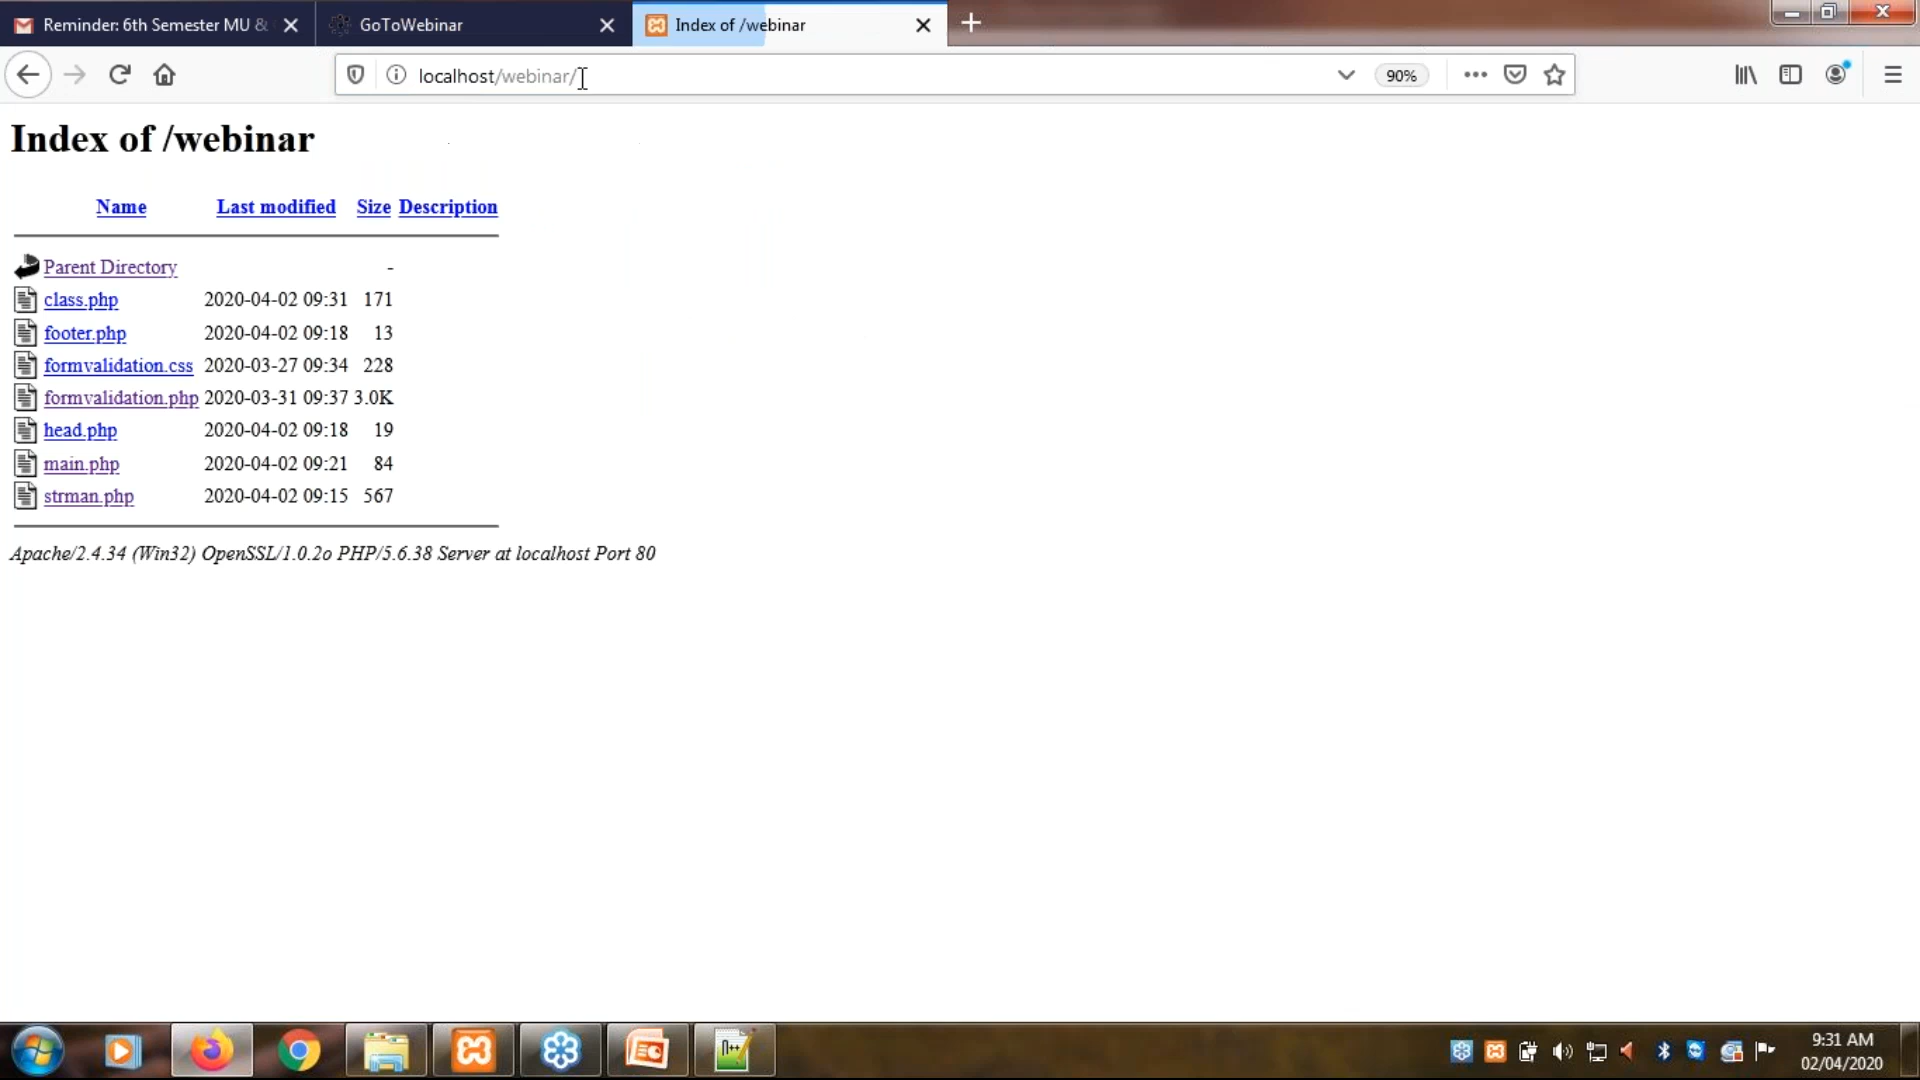 Reminder: 6th Semester MU & GoToWebinar Index of /webinar
localhost/webinar/ 90%
Index of /webinar
Name Last modified Size Description
Parent Directory -
class.php 2020-04-02 09:31 171
footer.php 2020-04-02 09:18 13
formvalidation.css 2020-03-27 09:34 228
formvalidation.php 2020-03-31 09:37 3.0K
head.php 2020-04-02 09:18 19
main.php 2020-04-02 09:21 84
strman.php 2020-04-02 09:15 567
Apache/2.4.34 (Win32) OpenSSL/1.0.2o PHP/5.6.38 Server at localhost Port 80
9:31 AM
02/04/2020